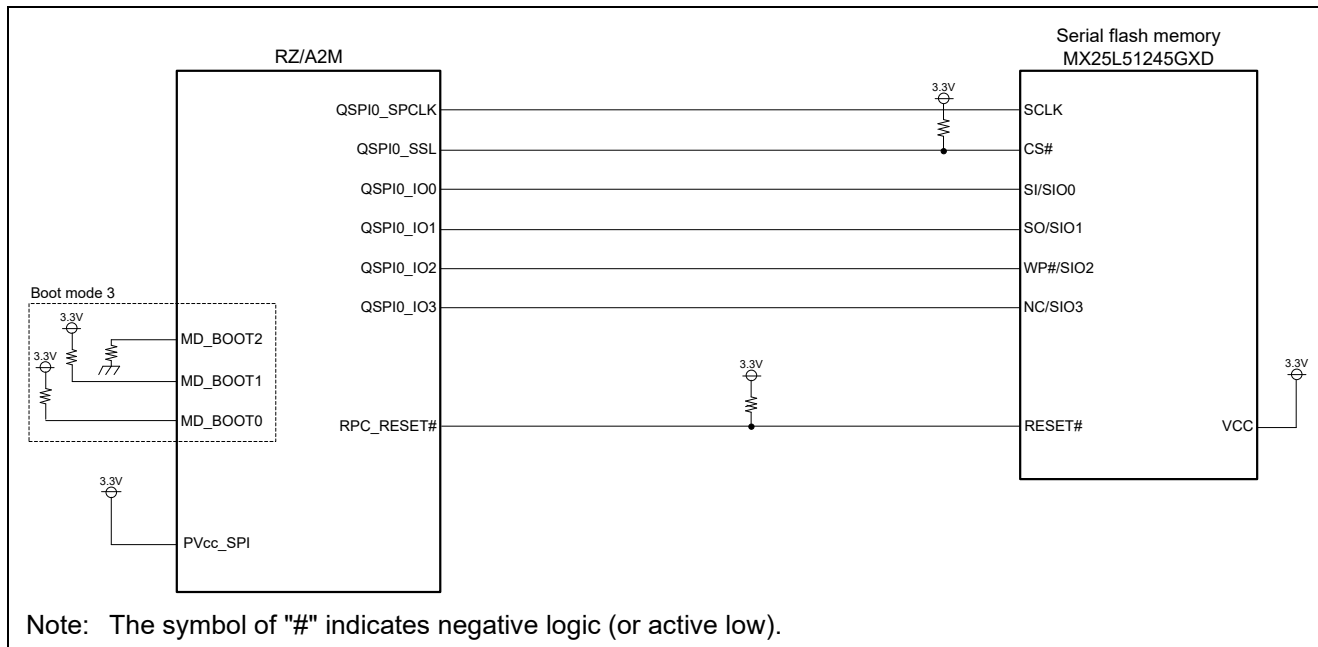 RZ/A2M
Serial flash memory
MX25L51245GXD
3.3V
QSPI0_SPCLK
SCLK
QSPI0_SSL
CS#
QSPI0_IO0
SI/SIO0
QSPI0_IO1
SO/SIO1
QSPI0_IO2
WP#/SIO2
QSPI0_IO3
NC/SIO3
Boot mode 3
3.3V
MD_BOOT2
3.3V
MD_BOOT1
MD_BOOT0
3.3V
RPC_RESET#
RESET#
3.3V
VCC
3.3V
PVcc_SPI
Note: The symbol of "#" indicates negative logic (or active low).